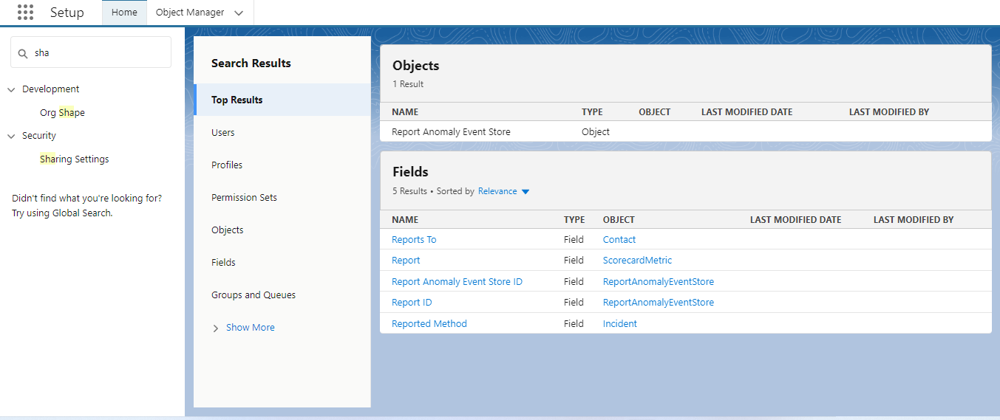 Setup
Home
Object Manager
sha
Development
Org Shape
Security
Sharing Settings
Didn't find what you're looking for?
Try using Global Search.
Search Results
Top Results
Users
Profiles
Permission Sets
Objects
Fields
Groups and Queues
Show More
Objects
1 Result
NAME TYPE OBJECT LAST MODIFIED DATE LAST MODIFIED BY
Report Anomaly Event Store Object
Fields
5 Results • Sorted by Relevance
NAME TYPE OBJECT LAST MODIFIED DATE LAST MODIFIED BY
Reports To Field Contact
Report Field ScorecardMetric
Report Anomaly Event Store ID Field ReportAnomalyEventStore
Report ID Field ReportAnomalyEventStore
Reported Method Field Incident